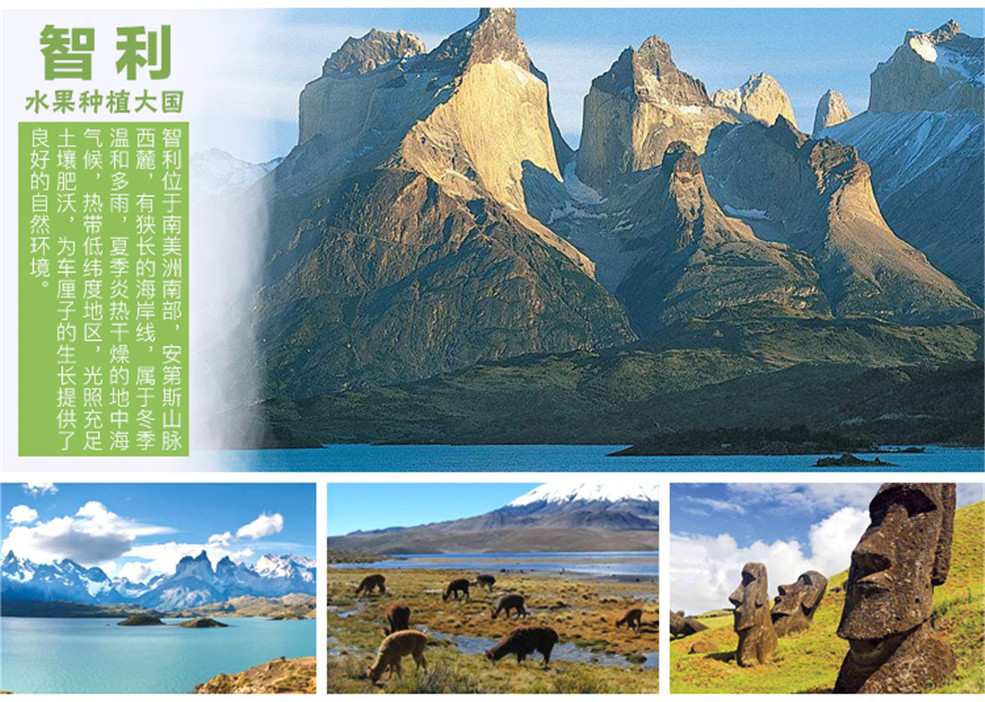 智利
水果种植大国
智利位于南美洲南部，安第斯山脉
西麓，有狭长的海岸线，属于冬季
温和多雨，夏季炎热干燥的地中海
气候，热带低纬度地区，光照充足
土壤肥沃，为车厘子的生长提供了
良好的自然环境。